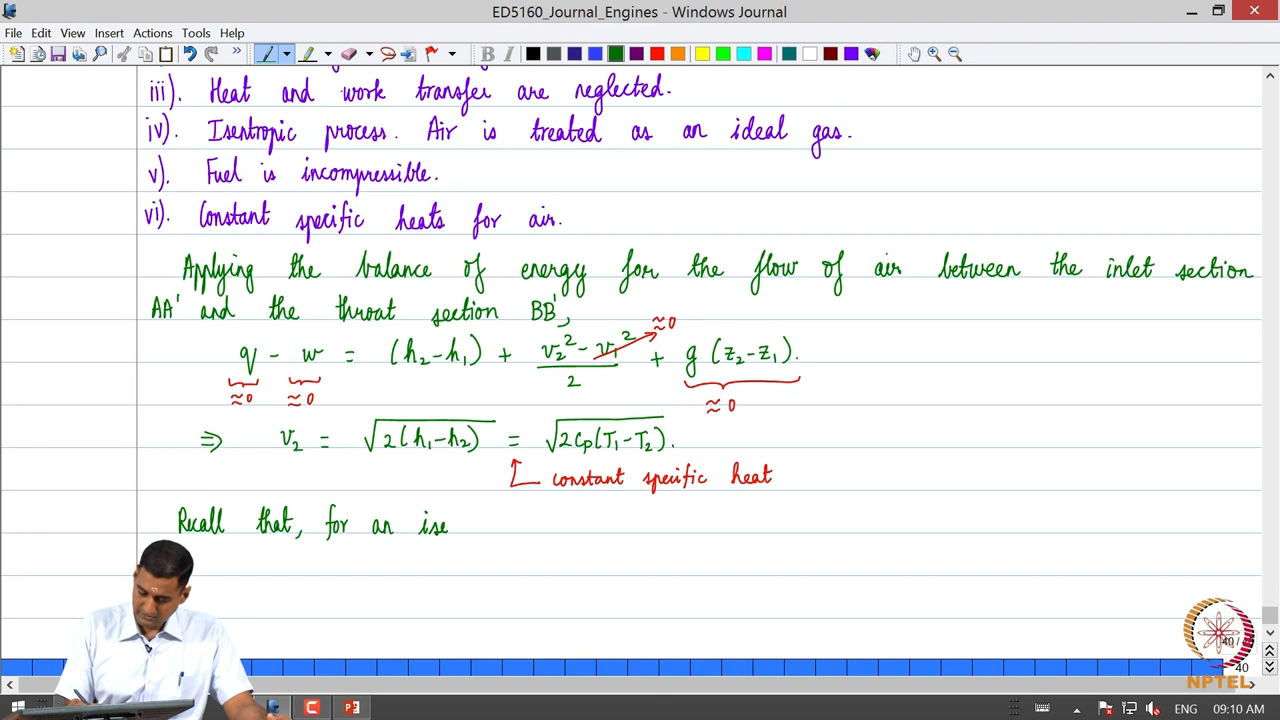 ED5160_Journal_Engines - Windows Journal
File Edit View Insert Actions Tools Help
iii). Heat and work transfer are neglected.
iv). Isentropic process. Air is treated as an ideal gas.
v). Fuel is incompressible.
vi). Constant specific heats for air.
Applying the balance of energy for the flow of air between the inlet section
AA' and the throat section BB',
q - w = (h₂-h₁) + (v₂² - v₁²)/2 + g (z₂-z₁).
≈0 ≈0 ≈0 ≈0
⇒ v₂ = √2(h₁-h₂) = √2Cp(T₁-T₂).
constant specific heat
Recall that, for an ise
40 / 40
40
NPTEL
ENG 09:10 AM